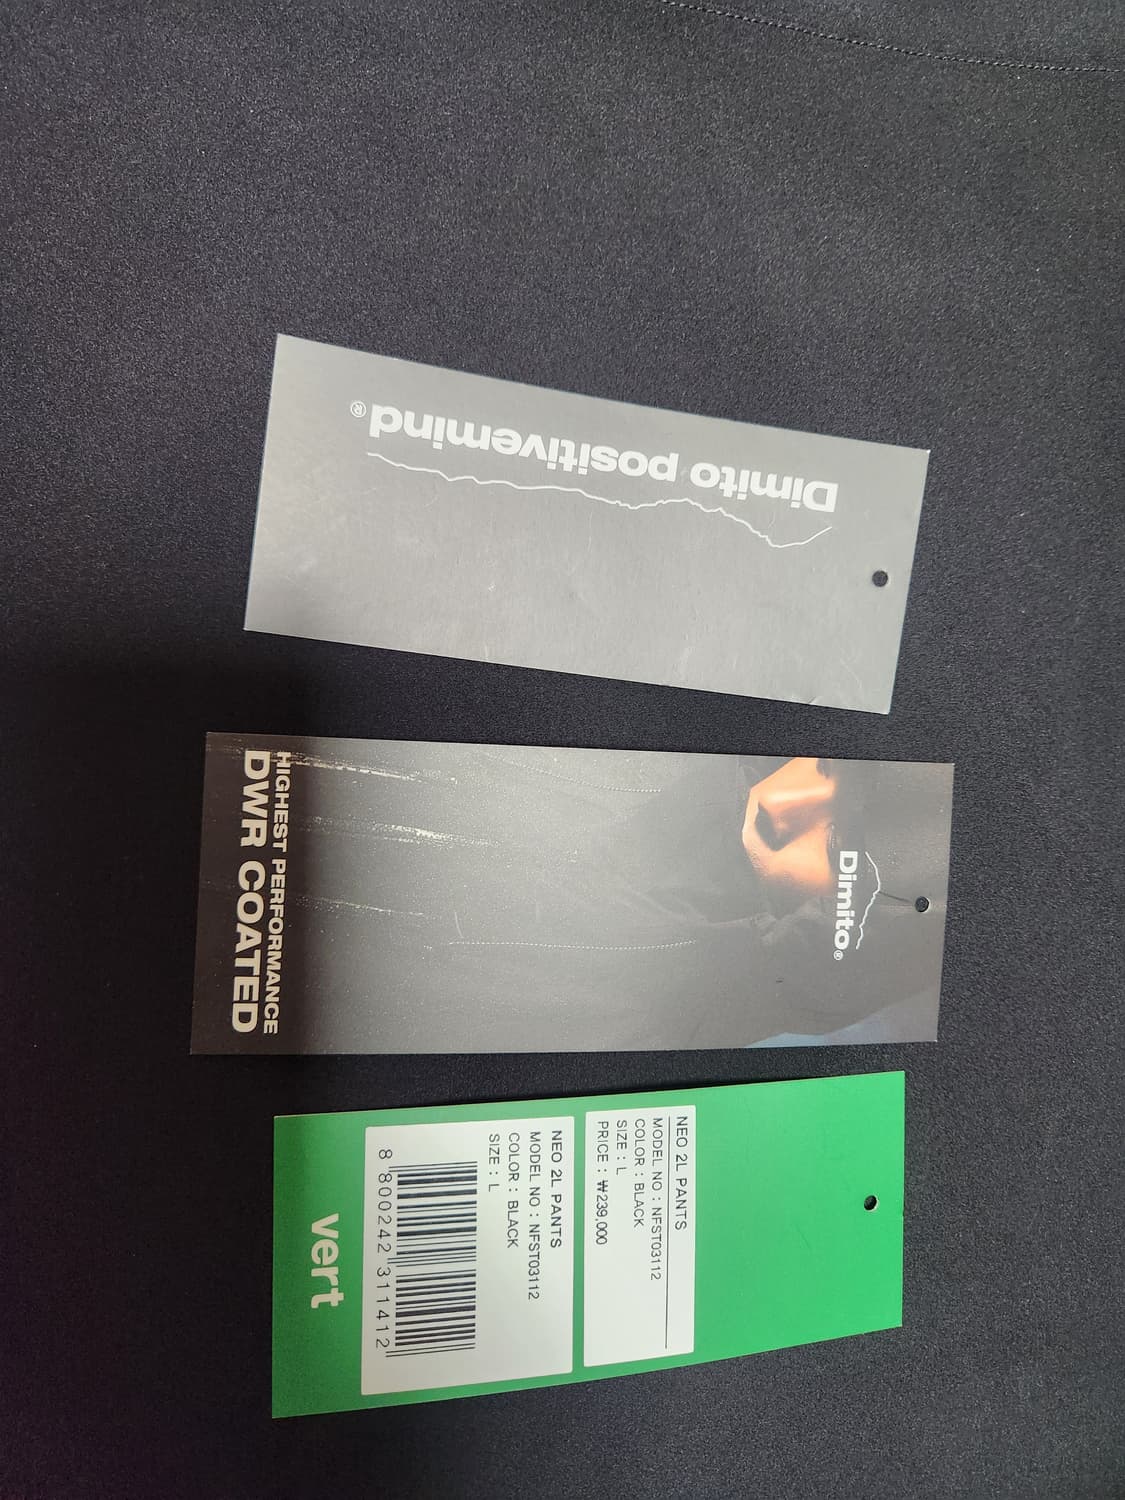 Dimito positivemind®
Dimito®
HIGHEST PERFORMANCE
DWR COATED
NEO 2L PANTS
MODEL NO : NFST03112
COLOR : BLACK
SIZE : L
PRICE : ₩239,000
NEO 2L PANTS
MODEL NO : NFST03112
COLOR : BLACK
SIZE : L
8 800242 311412
vert